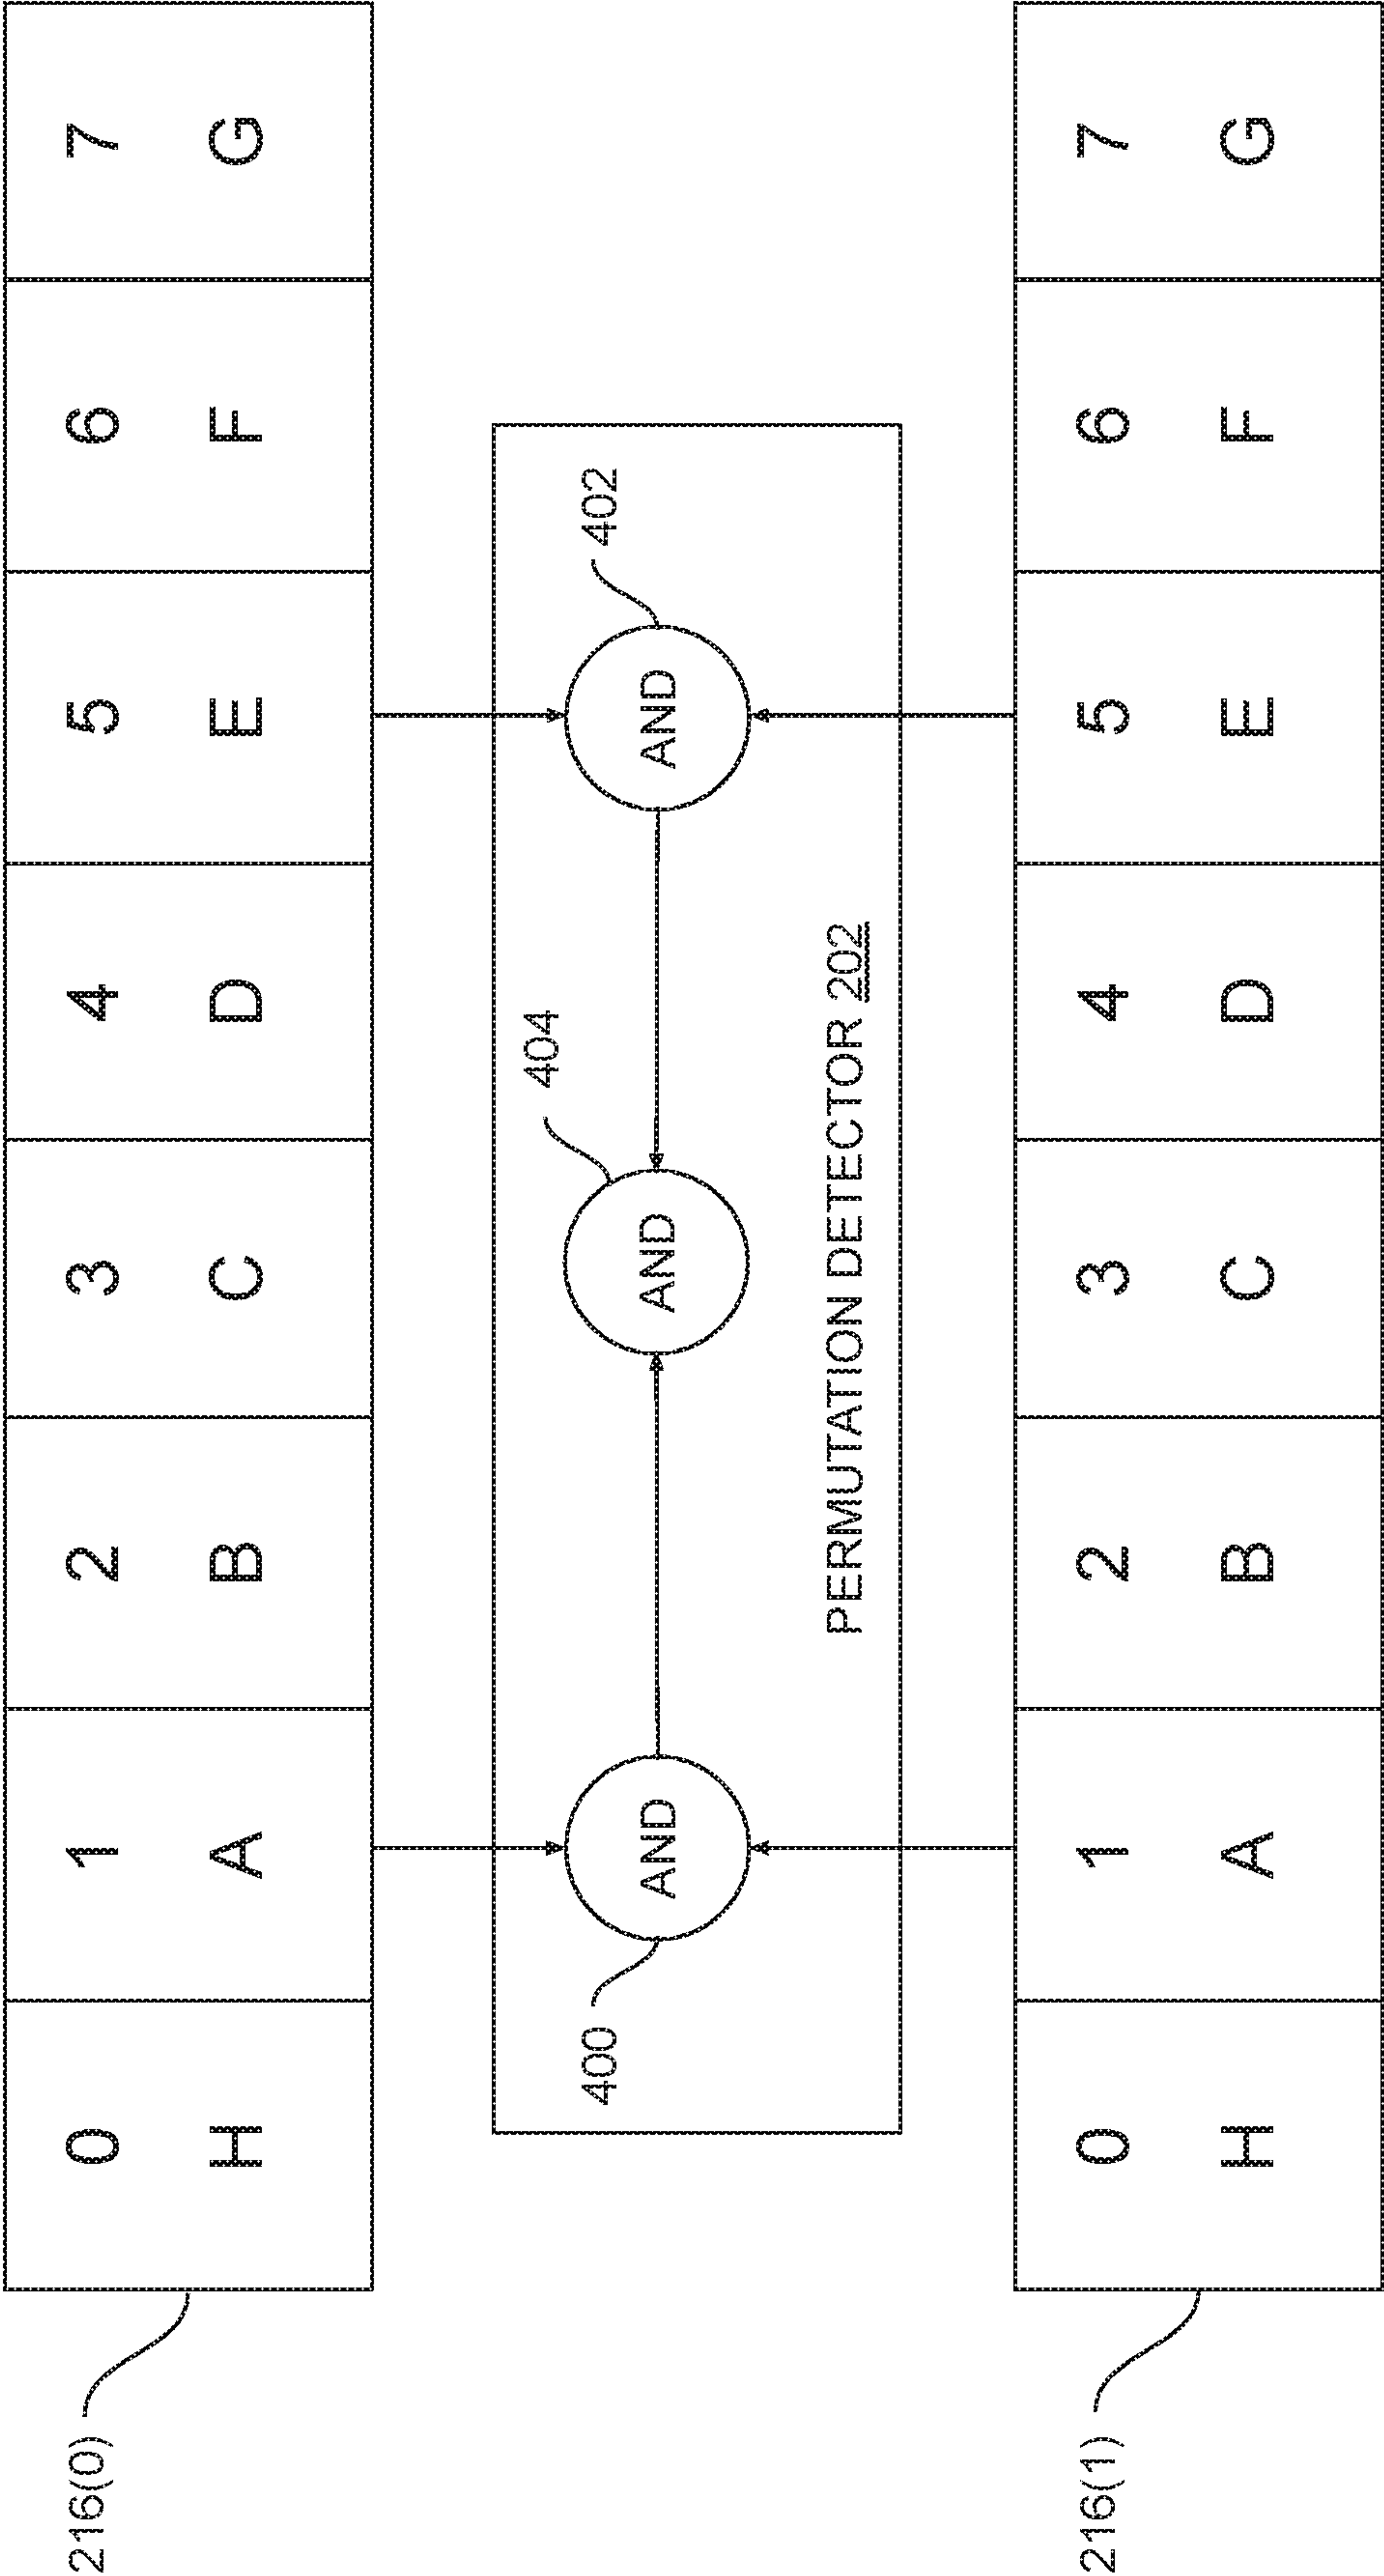 216(0)
0 1 2 3 4 5 6 7
H A B C D E F G
404
400 402
AND AND AND
PERMUTATION DETECTOR 202
216(1)
0 1 2 3 4 5 6 7
H A B C D E F G